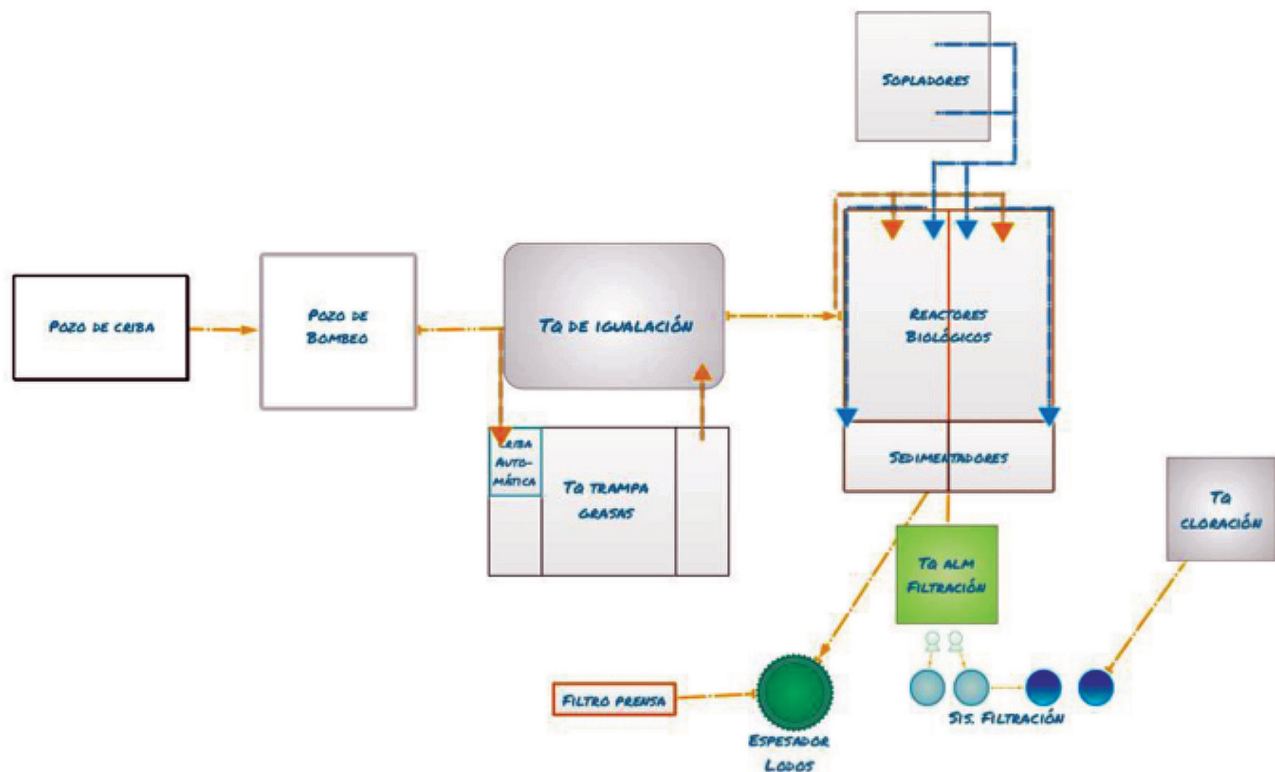 SOPLADORES
POZO DE CRIBA
POZO DE
BOMBEO
TQ DE IGUALACIÓN
REACTORES
BIOLÓGICOS
CRIBA
AUTO-
MÁTICA
TQ TRAMPA
GRASAS
SEDIMENTADORES
TQ
CLORACIÓN
TQ ALM
FILTRACIÓN
FILTRO PRENSA
SIS. FILTRACIÓN
ESPESADOR
LODOS